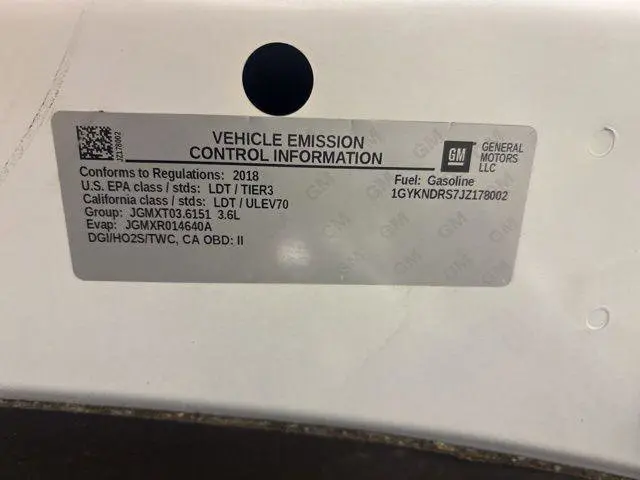 JZ178002
VEHICLE EMISSION
CONTROL INFORMATION
GM
GENERAL
MOTORS
LLC
Conforms to Regulations: 2018
U.S. EPA class / stds: LDT / TIER3
California class / stds: LDT / ULEV70
Group: JGMXT03.6151 3.6L
Evap: JGMXR014640A
DGI/HO2S/TWC, CA OBD: II
Fuel: Gasoline
1GYKNDRS7JZ178002